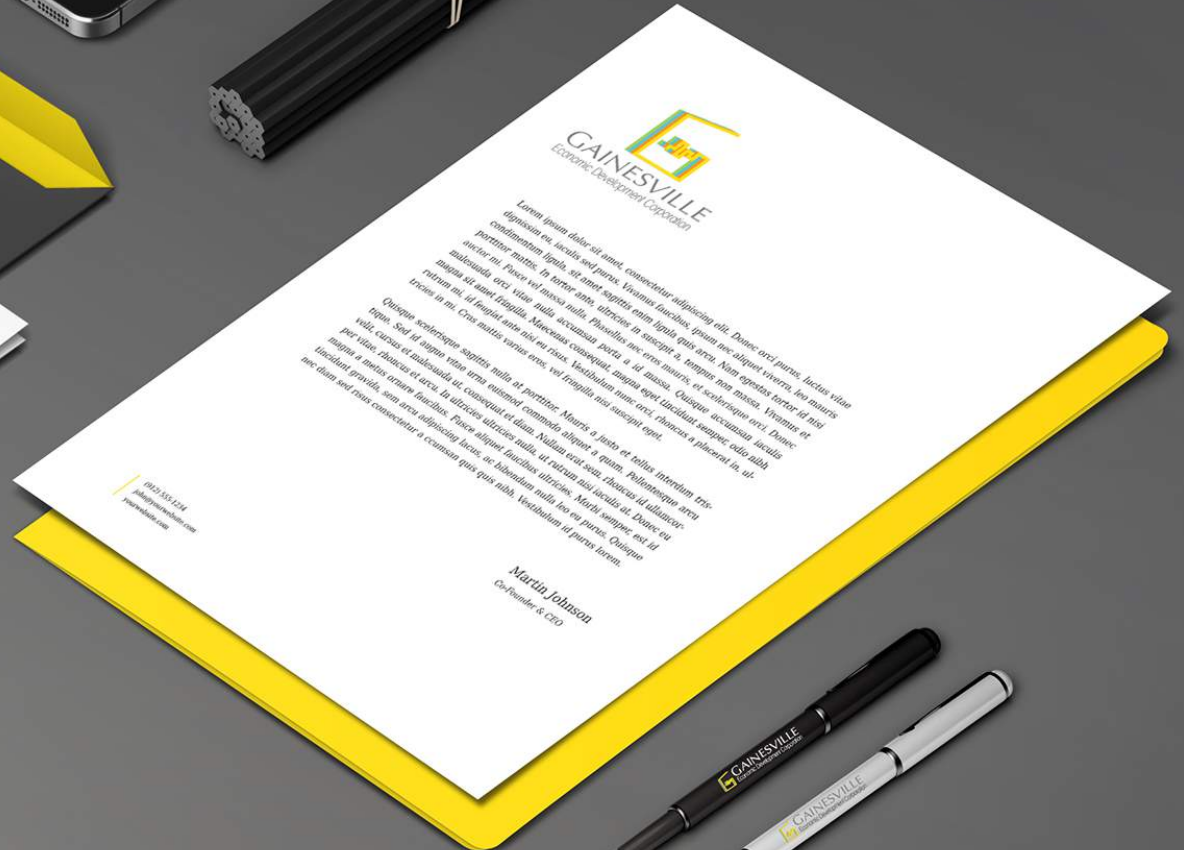 GAINESVILLE
Economic Development Corporation
Lorem ipsum dolor sit amet, consectetur adipiscing elit. Donec orci purus, luctus vitae
dignissim eu, iaculis sed purus. Vivamus faucibus, ipsum nec aliquet viverra, leo mauris
condimentum ligula, sit amet sagittis enim ligula quis arcu. Nam egestas tortor id nisi
porttitor mattis. In tortor ante, ultricies in suscipit a, tempus non massa. Vivamus et
auctor mi. Fusce vel massa nulla. Phasellus nec eros mauris, et scelerisque orci. Donec
malesuada orci vitae nulla accumsan porta a id massa. Quisque accumsan iaculis
magna sit amet fringilla. Maecenas consequat, magna eget tincidunt semper, odio nibh
rutrum mi, id feugiat ante nisi eu risus. Vestibulum nunc orci, rhoncus a placerat in, ul-
tricies in mi. Cras mattis varius eros, vel fringilla nisi suscipit eget.
Quisque scelerisque sagittis nulla at porttitor. Mauris a justo et tellus interdum tris-
tique. Sed id augue vitae urna euismod commodo aliquet a quam. Pellentesque arcu
velit, cursus et malesuada ut, consequat et diam. Nullam erat sem, rhoncus id ullamcor-
per vitae, rhoncus et arcu. In ultricies ultricies nulla, ut rutrum nisi iaculis at. Donec eu
magna a metus ornare faucibus. Fusce aliquet faucibus ultricies. Morbi semper, est id
tincidunt gravida, sem arcu adipiscing lacus, ac bibendum nulla leo eu purus. Quisque
nec diam sed risus consectetur a ccumsan quis quis nibh. Vestibulum id purus lorem.
Martin Johnson
Co-Founder & CEO
(912) 555-1234
john@yourwebsite.com
yourwebsite.com
GAINESVILLE
Economic Development Corporation
GAINESVILLE
Economic Development Corporation